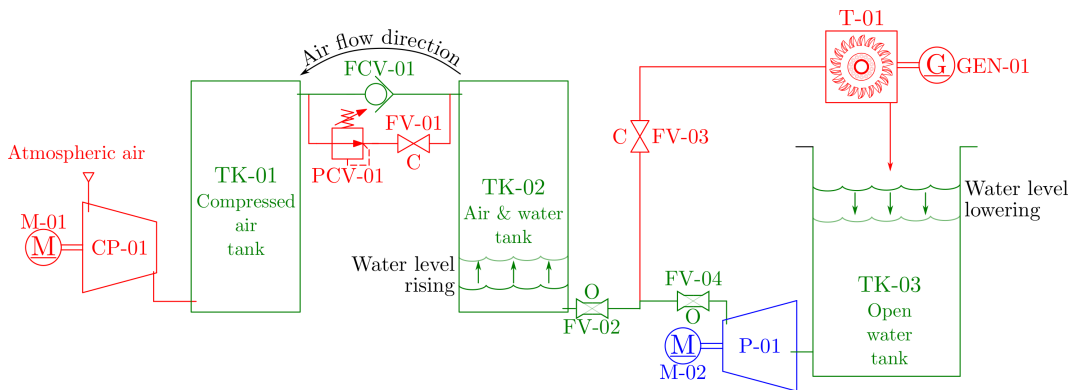 T-01
Air flow direction
FCV-01
G
GEN-01
FV-01
C
FV-03
C
PCV-01
Atmospheric air
TK-01
Compressed
air
tank
TK-02
Air & water
tank
Water level
lowering
M-01
M
CP-01
Water level
rising
O
FV-02
FV-04
O
TK-03
Open
water
tank
M
M-02
P-01